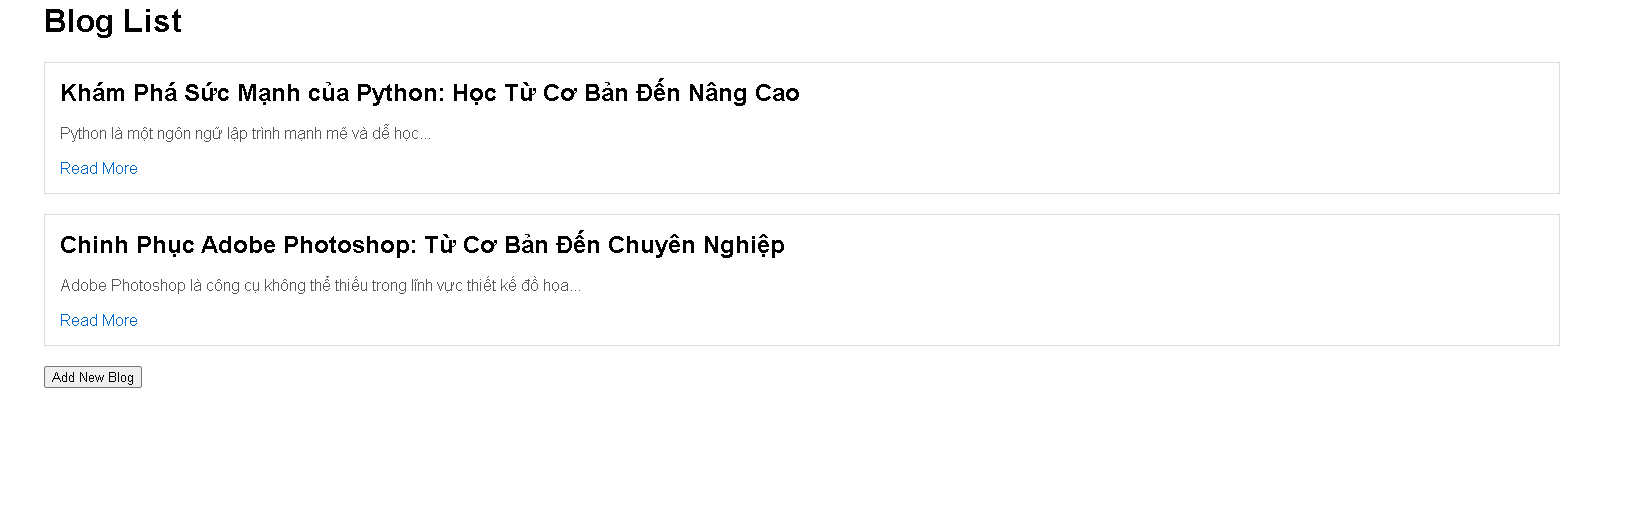 Blog List
Khám Phá Sức Mạnh của Python: Học Từ Cơ Bản Đến Nâng Cao
Python là một ngôn ngữ lập trình mạnh mẽ và dễ học...
Read More
Chinh Phục Adobe Photoshop: Từ Cơ Bản Đến Chuyên Nghiệp
Adobe Photoshop là công cụ không thể thiếu trong lĩnh vực thiết kế đồ họa...
Read More
Add New Blog